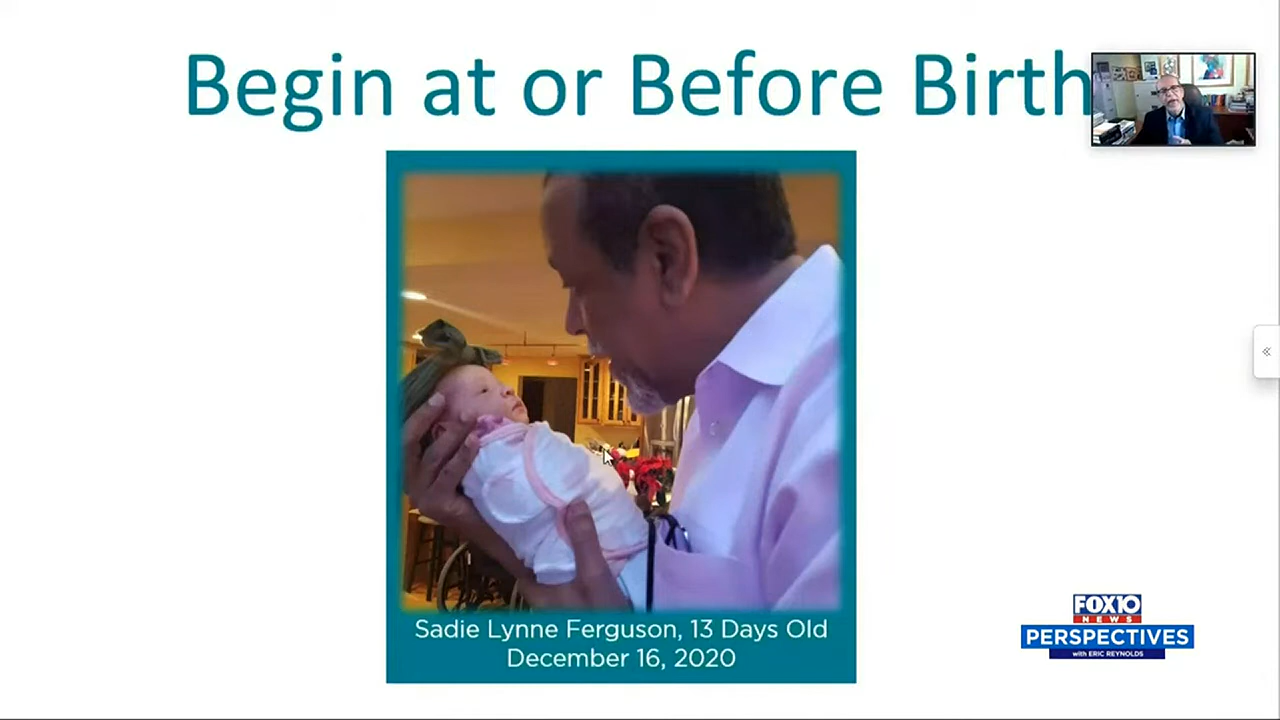 Begin at or Before Birth
Sadie Lynne Ferguson, 13 Days Old
December 16, 2020
FOX10
NEWS
PERSPECTIVES
with ERIC REYNOLDS